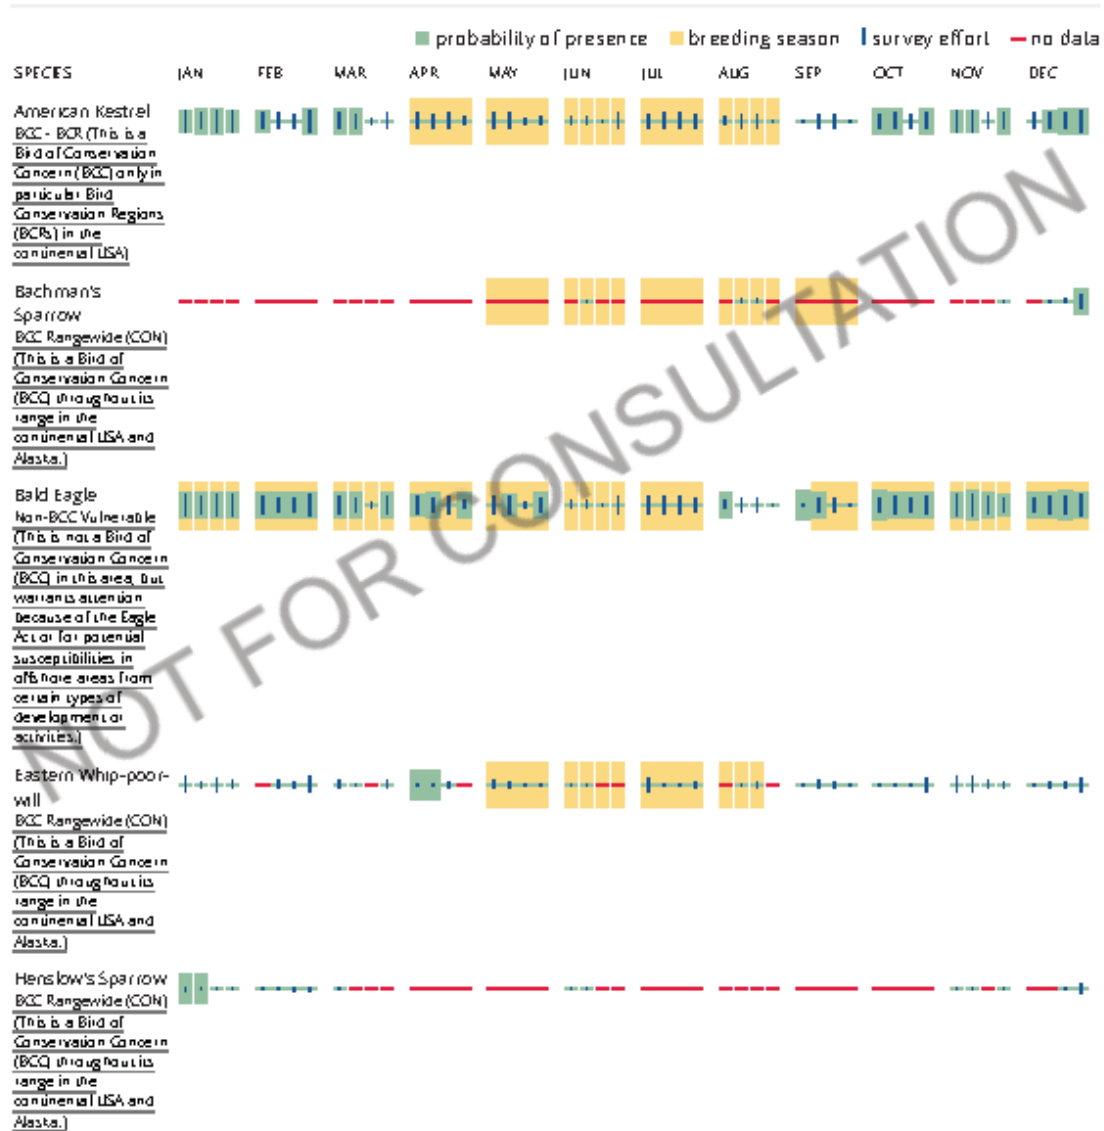 probability of presence breeding season survey effort no data
SPECIES JAN FEB MAR APR MAY JUN JUL AUG SEP OCT NOV DEC
American Kestrel
BCC - BCR (This is a
Bird of Conservation
Concern (BCC) only in
particular Bird
Conservation Regions
(BCRs) in the
continental USA)
Bachman's
Sparrow
BCC Rangewide (CON)
(This is a Bird of
Conservation Concern
(BCC) throughout its
range in the
continental USA and
Alaska.)
Bald Eagle
Non-BCC Vulnerable
(This is not a Bird of
Conservation Concern
(BCC) in this area, but
warrants attention
because of the Eagle
Act or for potential
susceptibilities in
offshore areas from
certain types of
development or
activities.)
Eastern Whip-poor-
will
BCC Rangewide (CON)
(This is a Bird of
Conservation Concern
(BCC) throughout its
range in the
continental USA and
Alaska.)
Henslow's Sparrow
BCC Rangewide (CON)
(This is a Bird of
Conservation Concern
(BCC) throughout its
range in the
continental USA and
Alaska.)
NOT FOR CONSULTATION